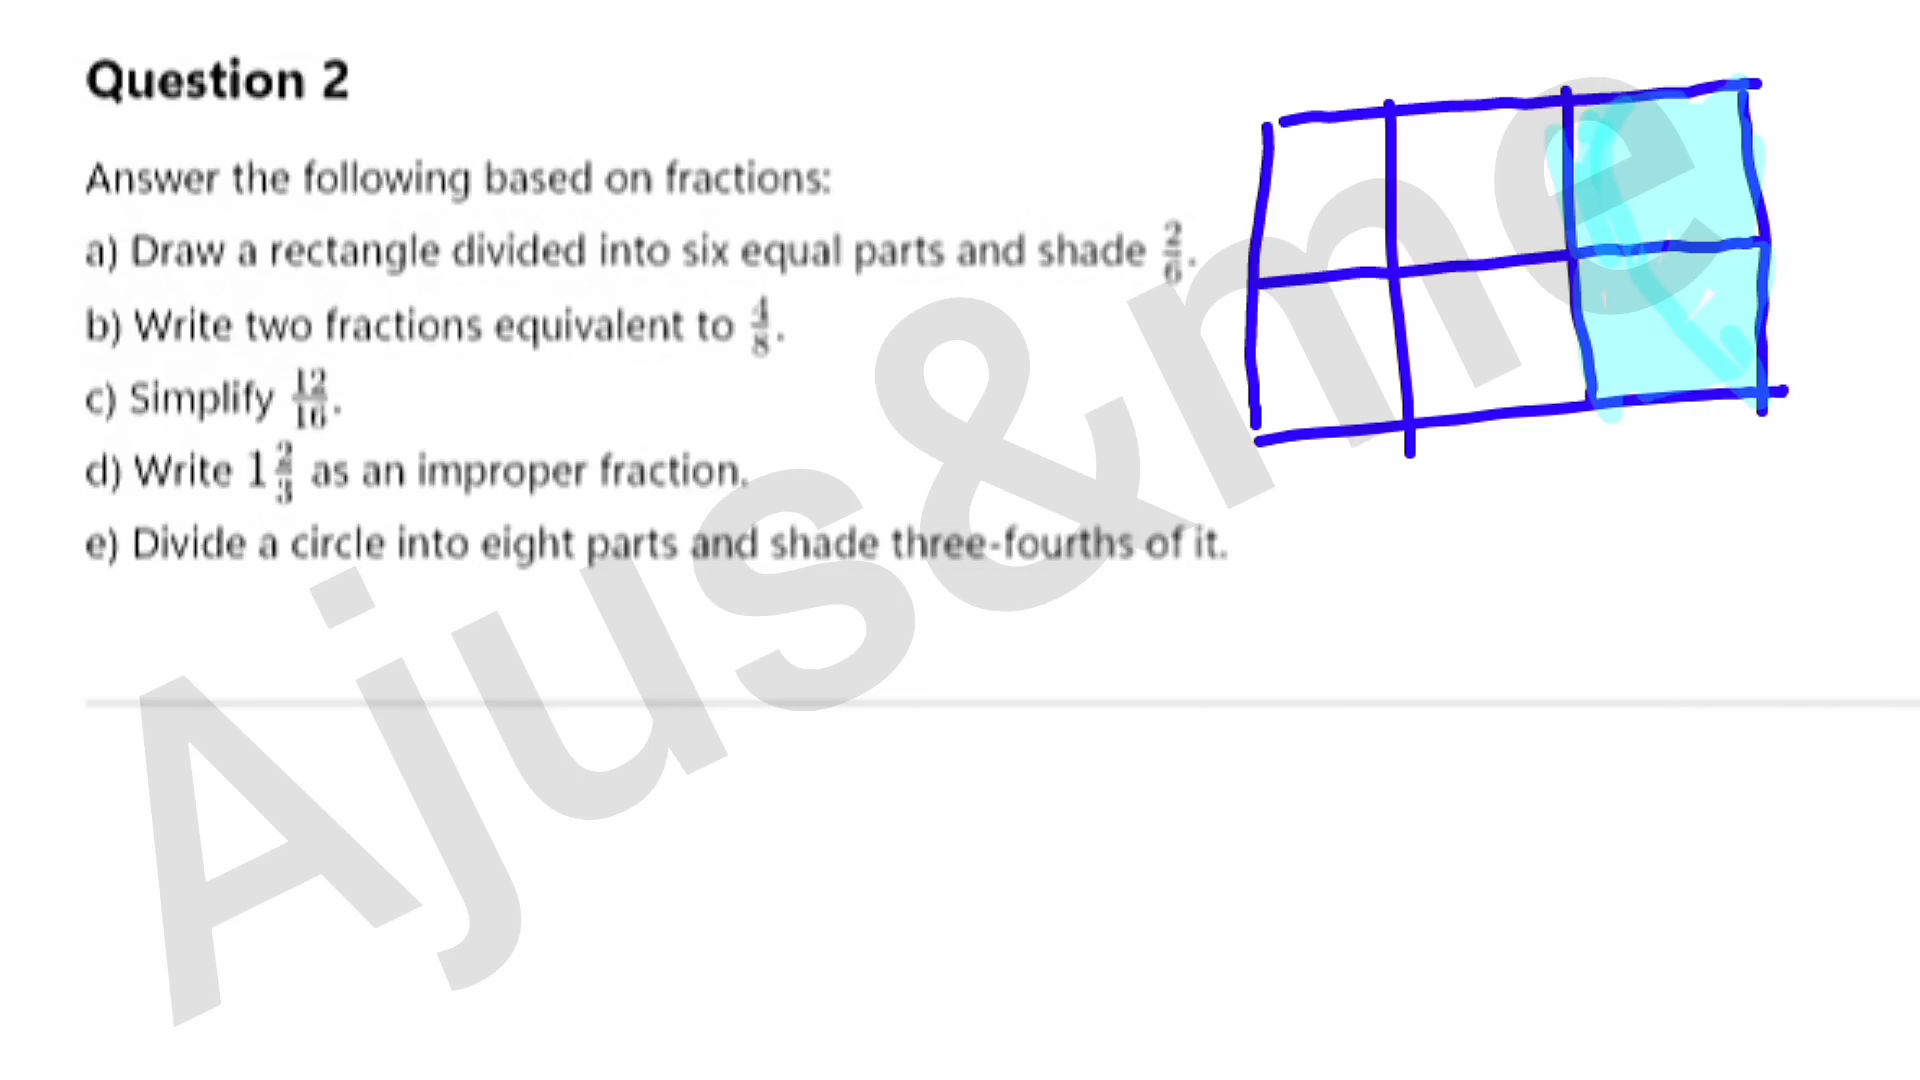 Question 2
Answer the following based on fractions:
a) Draw a rectangle divided into six equal parts and shade 2/6.
b) Write two fractions equivalent to
c) Simplify 12/16.
d) Write 1 2/3 as an improper fraction.
e) Divide a circle into eight parts and shade three-fourths of it.
Ajus&me